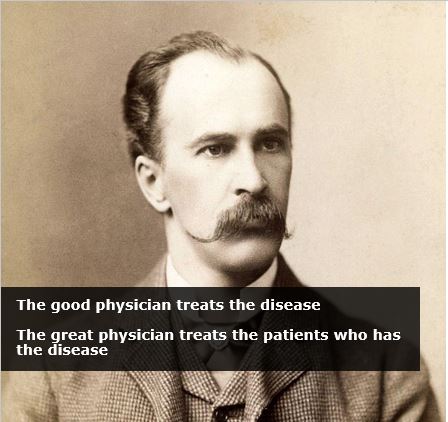 The good physician treats the disease
The great physician treats the patients who has
the disease